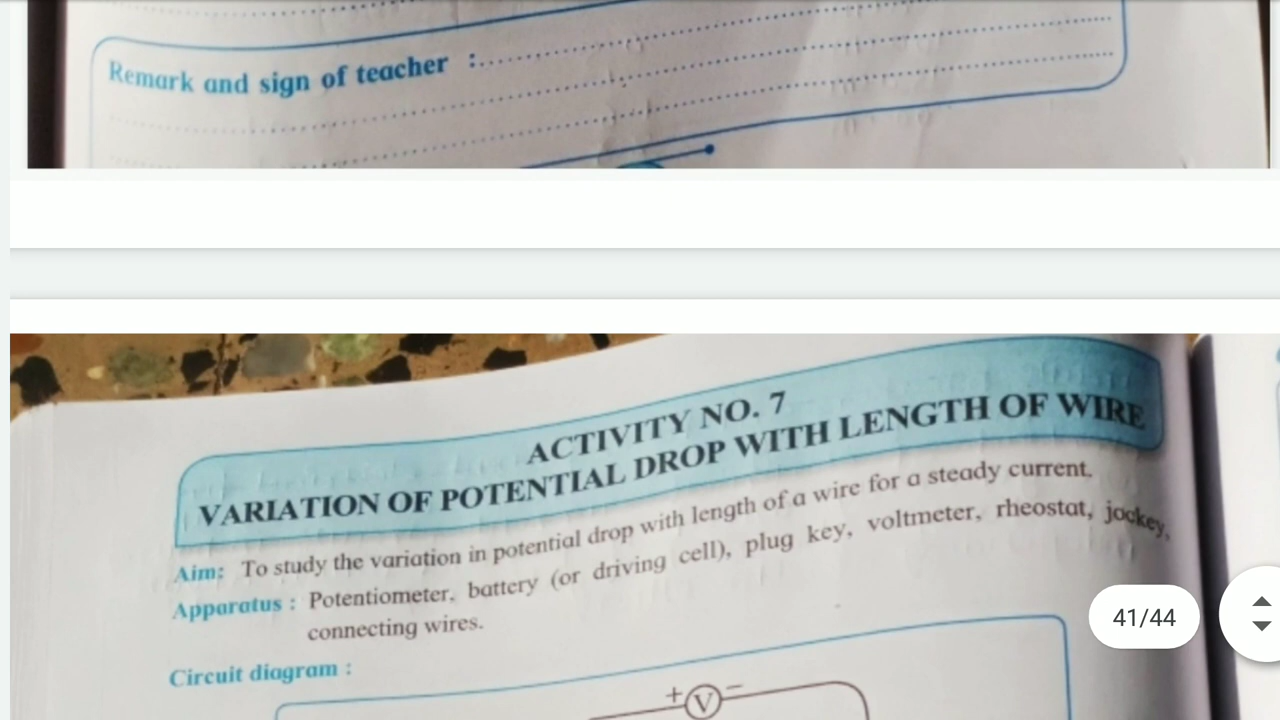 Remark and sign of teacher :
ACTIVITY NO. 7
VARIATION OF POTENTIAL DROP WITH LENGTH OF WIRE
Aim: To study the variation in potential drop with length of a wire for a steady current.
Apparatus : Potentiometer, battery (or driving cell), plug key, voltmeter, rheostat, jockey,
connecting wires.
41/44
Circuit diagram :
+ V −